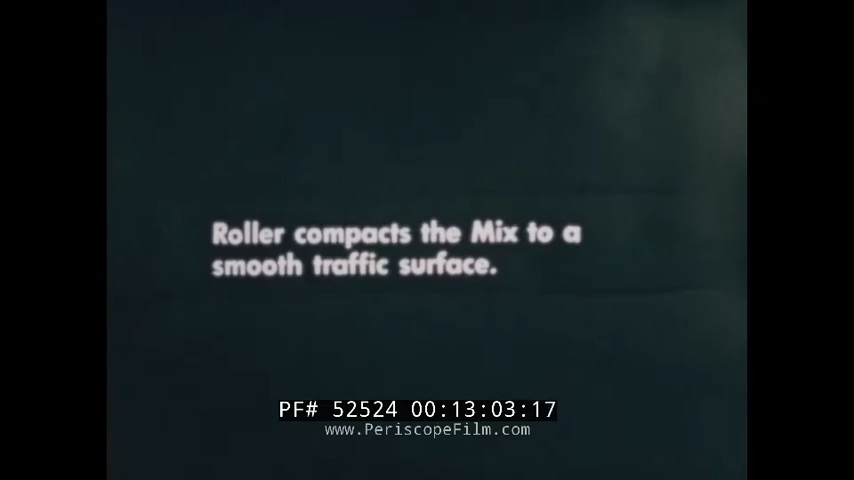 Roller compacts the Mix to a
smooth traffic surface.
PF# 52524 00:13:03:17
www.PeriscopeFilm.com